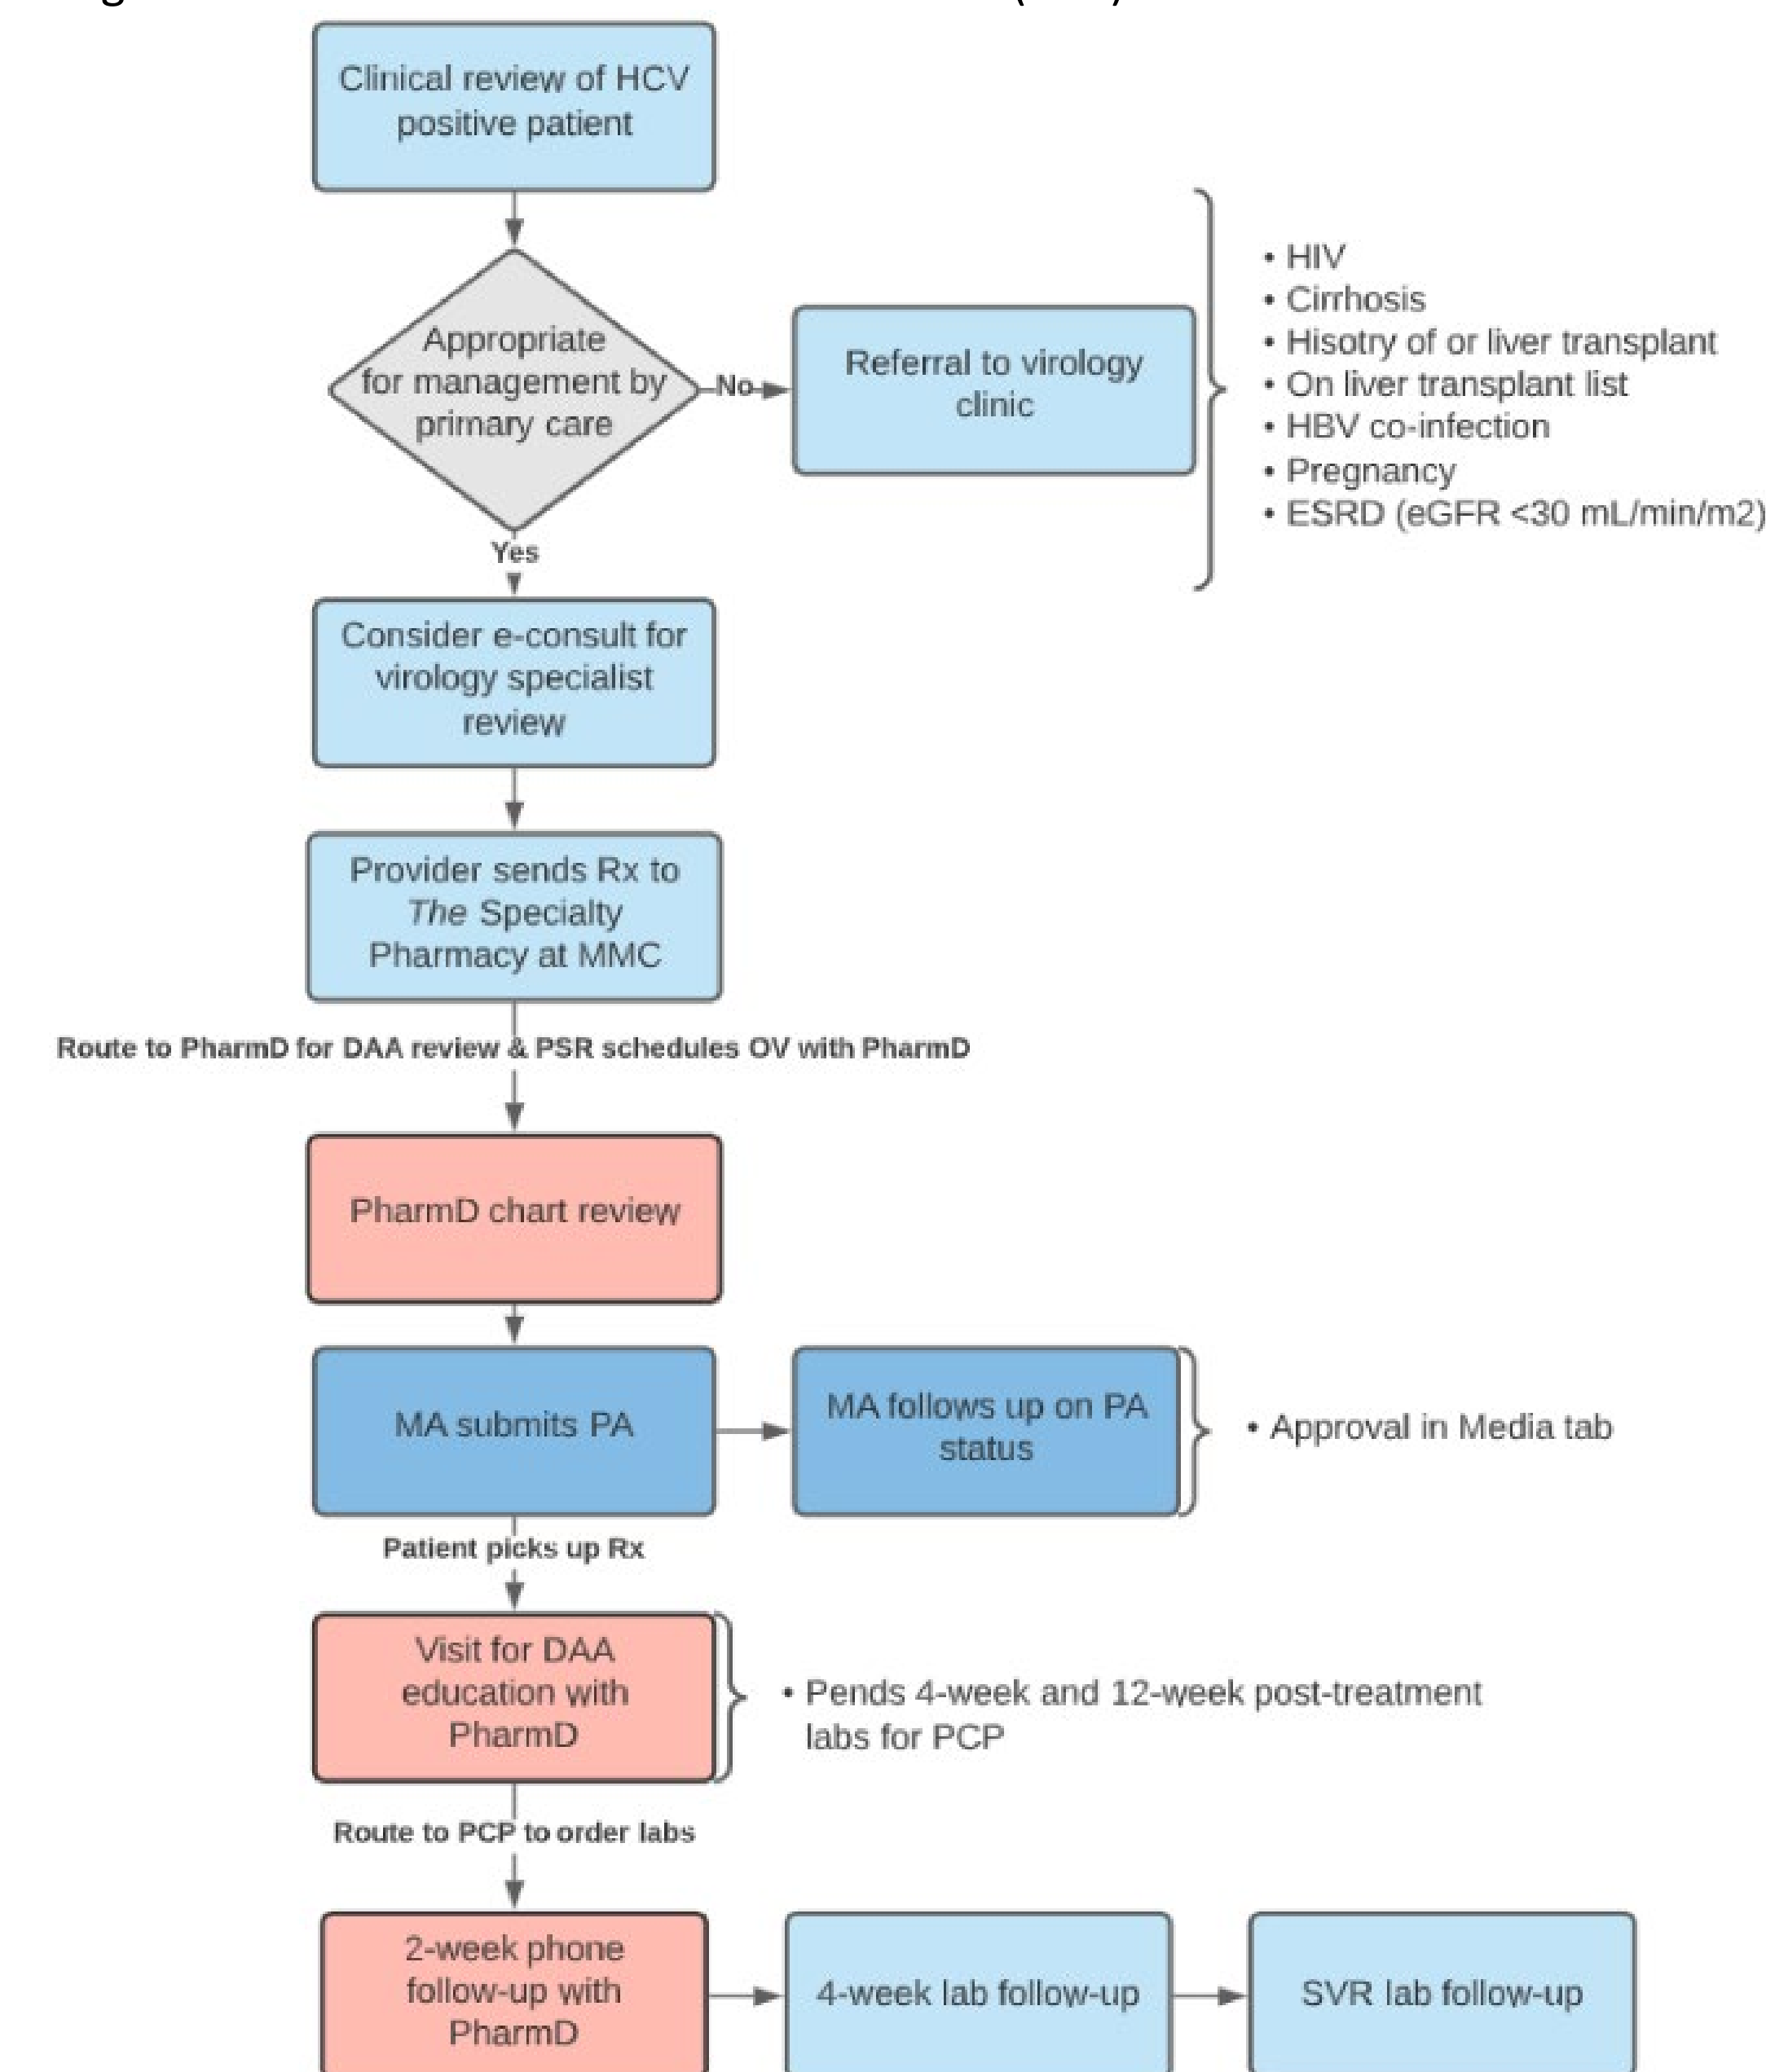 Clinical review of HCV
positive patient
Appropriate
for management by
primary care
No
Referral to virology
clinic
• HIV
• Cirrhosis
• Hisotry of or liver transplant
• On liver transplant list
• HBV co-infection
• Pregnancy
• ESRD (eGFR <30 mL/min/m2)
Yes
Consider e-consult for
virology specialist
review
Provider sends Rx to
The Specialty
Pharmacy at MMC
Route to PharmD for DAA review & PSR schedules OV with PharmD
PharmD chart review
MA submits PA
MA follows up on PA
status
• Approval in Media tab
Patient picks up Rx
Visit for DAA
education with
PharmD
• Pends 4-week and 12-week post-treatment
labs for PCP
Route to PCP to order labs
2-week phone
follow-up with
PharmD
4-week lab follow-up
SVR lab follow-up